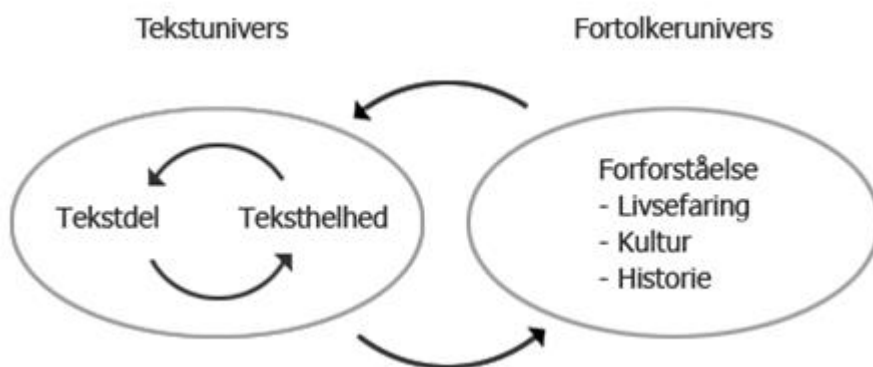 Tekstunivers
Fortolkerunivers
Tekstdel
Teksthelhed
Forforståelse
- Livsefaring
- Kultur
- Historie